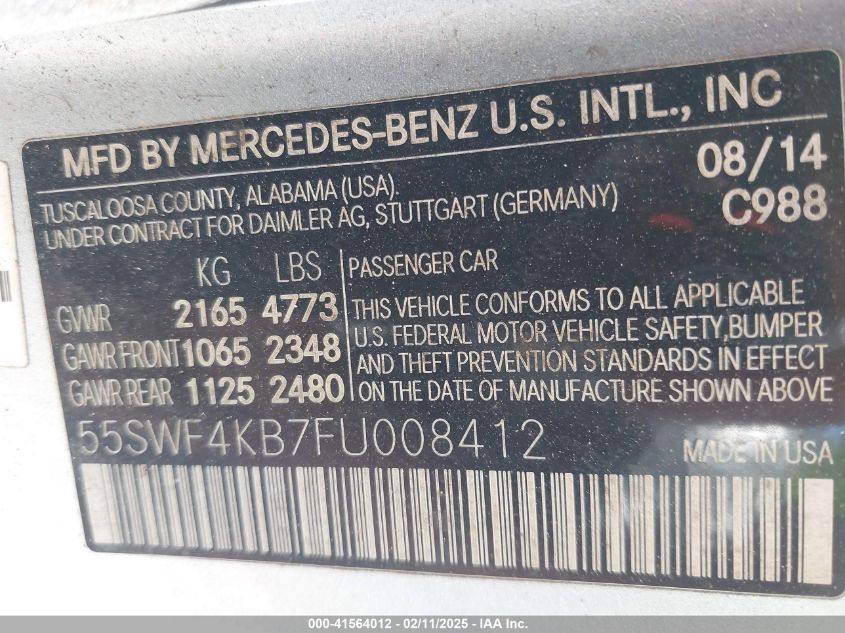 MFD BY MERCEDES-BENZ U.S. INTL., INC
08/14
TUSCALOOSA COUNTY, ALABAMA (USA)
UNDER CONTRACT FOR DAIMLER AG, STUTTGART (GERMANY)
C988
KG LBS
GVWR 2165 4773
GAWR FRONT 1065 2348
GAWR REAR 1125 2480
PASSENGER CAR
THIS VEHICLE CONFORMS TO ALL APPLICABLE
U.S. FEDERAL MOTOR VEHICLE SAFETY, BUMPER
AND THEFT PREVENTION STANDARDS IN EFFECT
ON THE DATE OF MANUFACTURE SHOWN ABOVE
55SWF4KB7FU008412
MADE IN USA
000-41564012 - 02/11/2025 - IAA Inc.